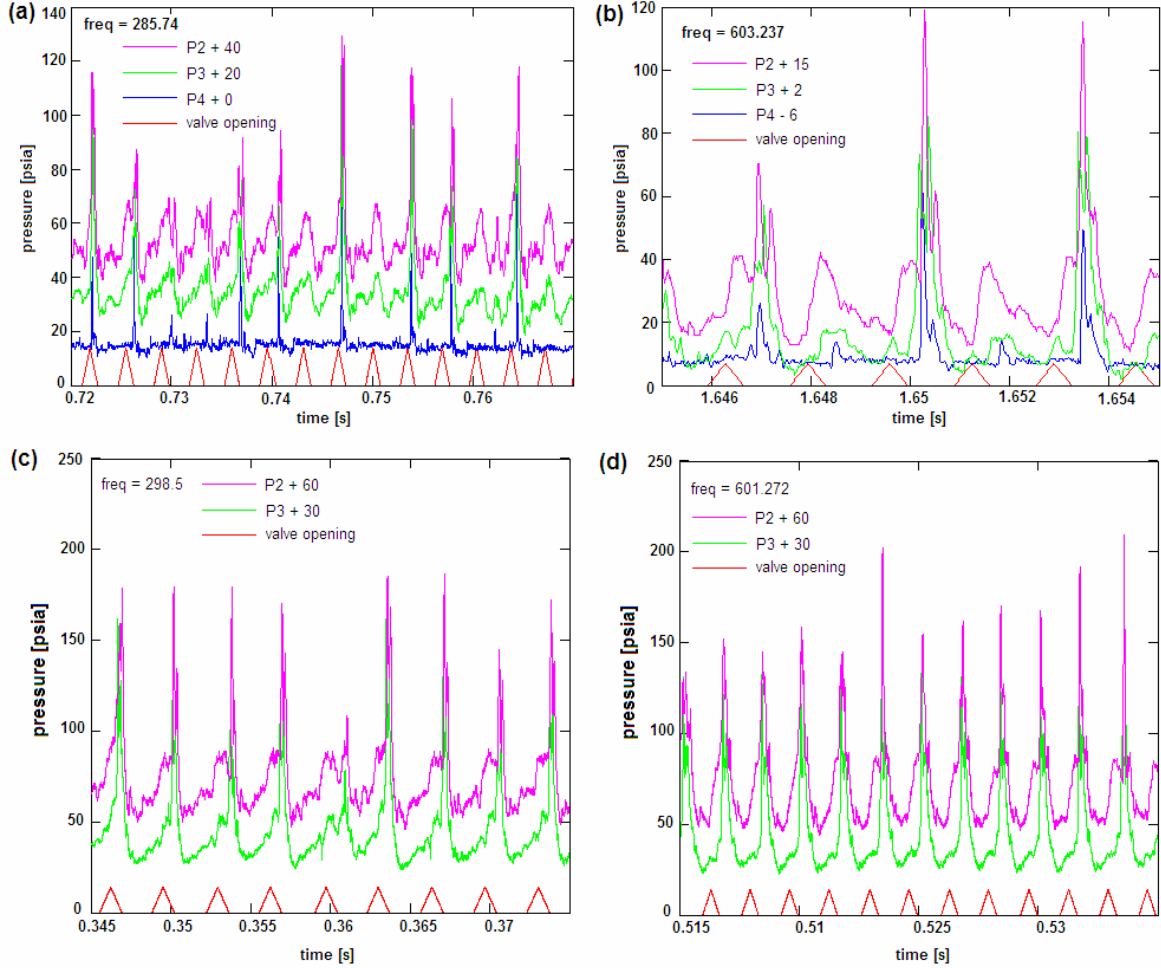 (a)
freq = 285.74
P2 + 40
P3 + 20
P4 + 0
valve opening
pressure [psia]
140
120
100
80
60
40
20
0
0.72
0.73
0.74
0.75
0.76
time [s]
(b)
freq = 603.237
P2 + 15
P3 + 2
P4 - 6
valve opening
pressure [psia]
120
100
80
60
40
20
0
1.646
1.648
1.65
1.652
1.654
time [s]
(c)
freq = 298.5
P2 + 60
P3 + 30
valve opening
pressure [psia]
250
200
150
100
50
0
0.345
0.35
0.355
0.36
0.365
0.37
time [s]
(d)
freq = 601.272
P2 + 60
P3 + 30
valve opening
pressure [psia]
250
200
150
100
50
0
0.515
0.51
0.525
0.53
time [s]